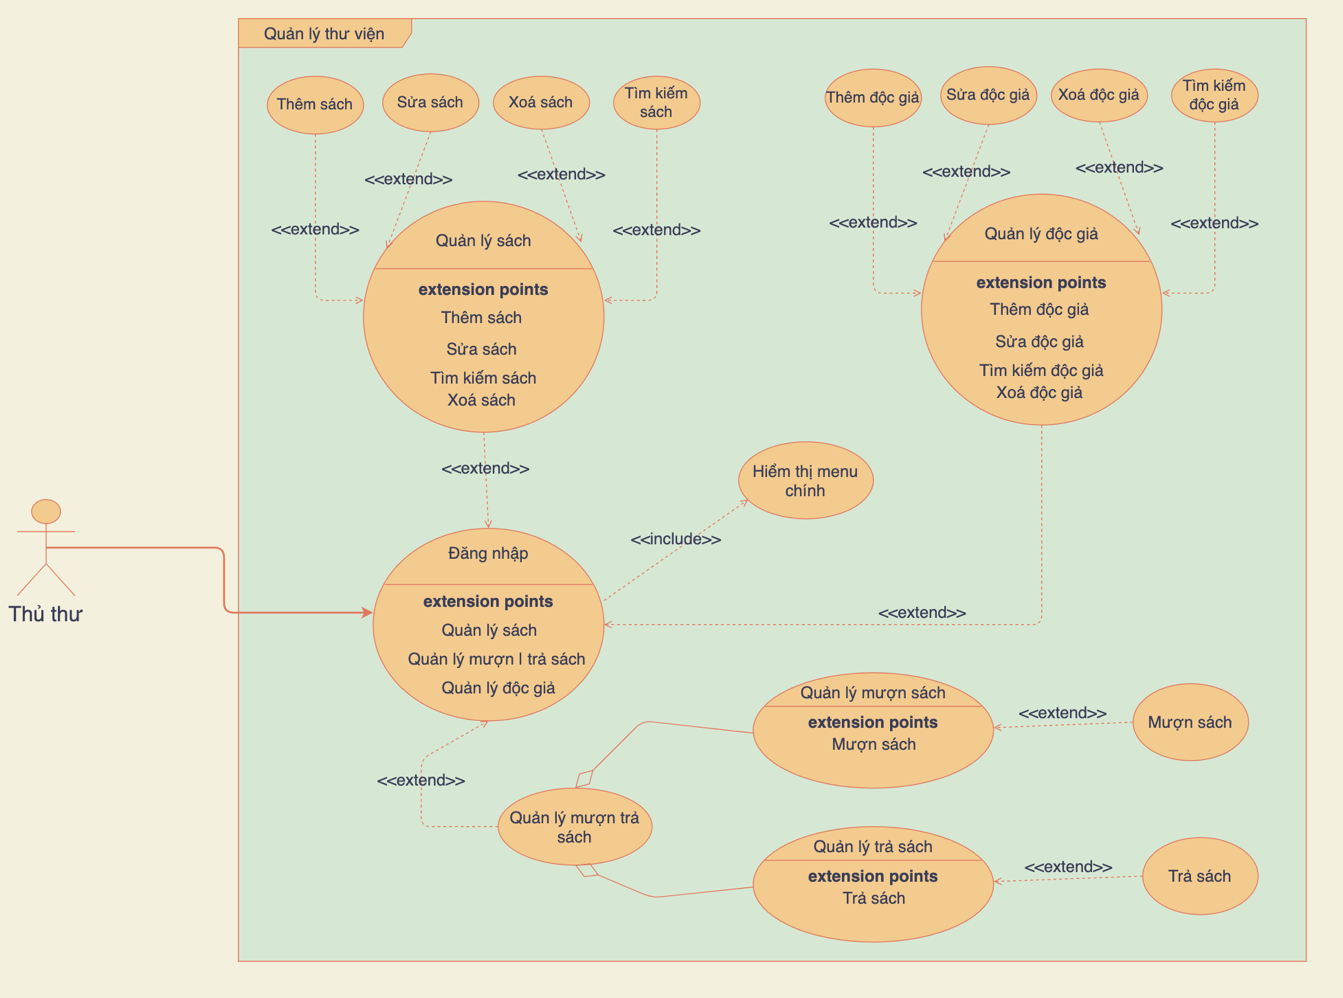 Quản lý thư viện
Thêm sách
Sửa sách
Xoá sách
Tìm kiếm
sách
Thêm độc giả
Sửa độc giả
Xoá độc giả
Tìm kiếm
độc giả
<<extend>>
<<extend>>
<<extend>>
<<extend>>
<<extend>>
<<extend>>
<<extend>>
<<extend>>
Quản lý sách
extension points
Thêm sách
Sửa sách
Tìm kiếm sách
Xoá sách
Quản lý độc giả
extension points
Thêm độc giả
Sửa độc giả
Tìm kiếm độc giả
Xoá độc giả
<<extend>>
Hiểm thị menu
chính
<<include>>
Thủ thư
Đăng nhập
extension points
Quản lý sách
Quản lý mượn | trả sách
Quản lý độc giả
<<extend>>
<<extend>>
Quản lý mượn trả
sách
Quản lý mượn sách
extension points
Mượn sách
<<extend>>
Mượn sách
Quản lý trả sách
extension points
Trả sách
<<extend>>
Trả sách